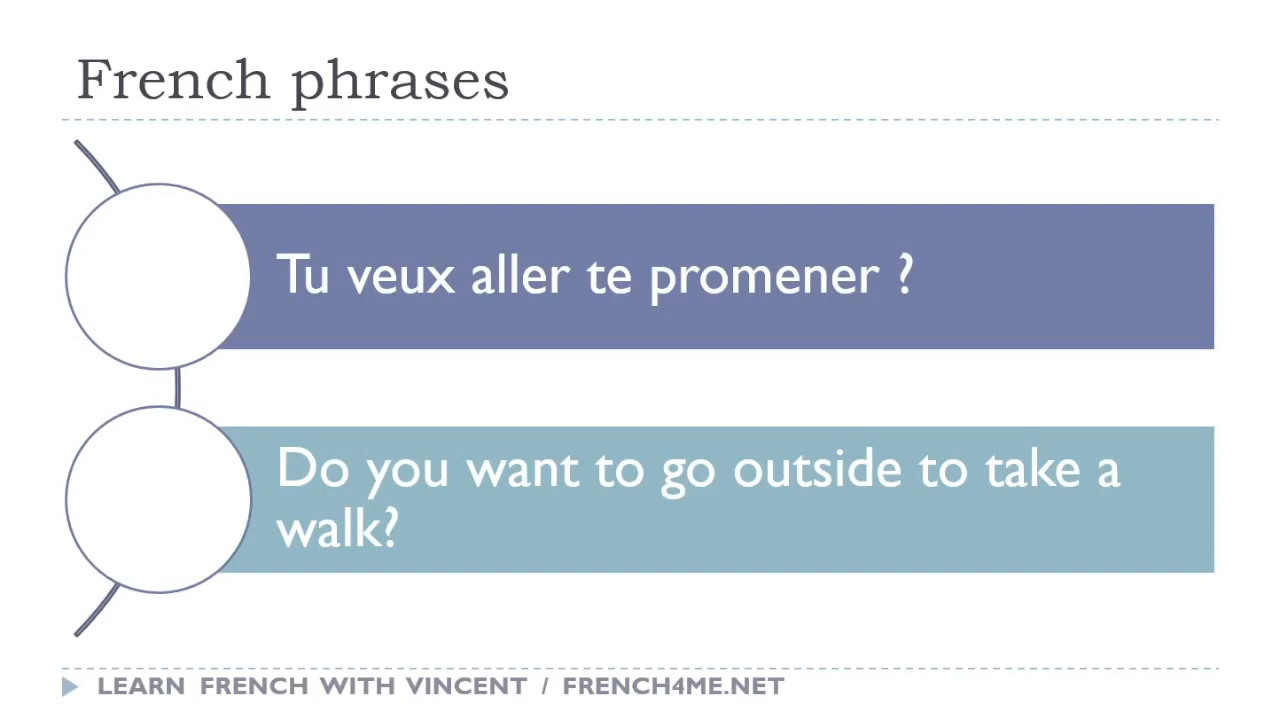 French phrases
Tu veux aller te promener ?
Do you want to go outside to take a
walk?
LEARN FRENCH WITH VINCENT / FRENCH4ME.NET